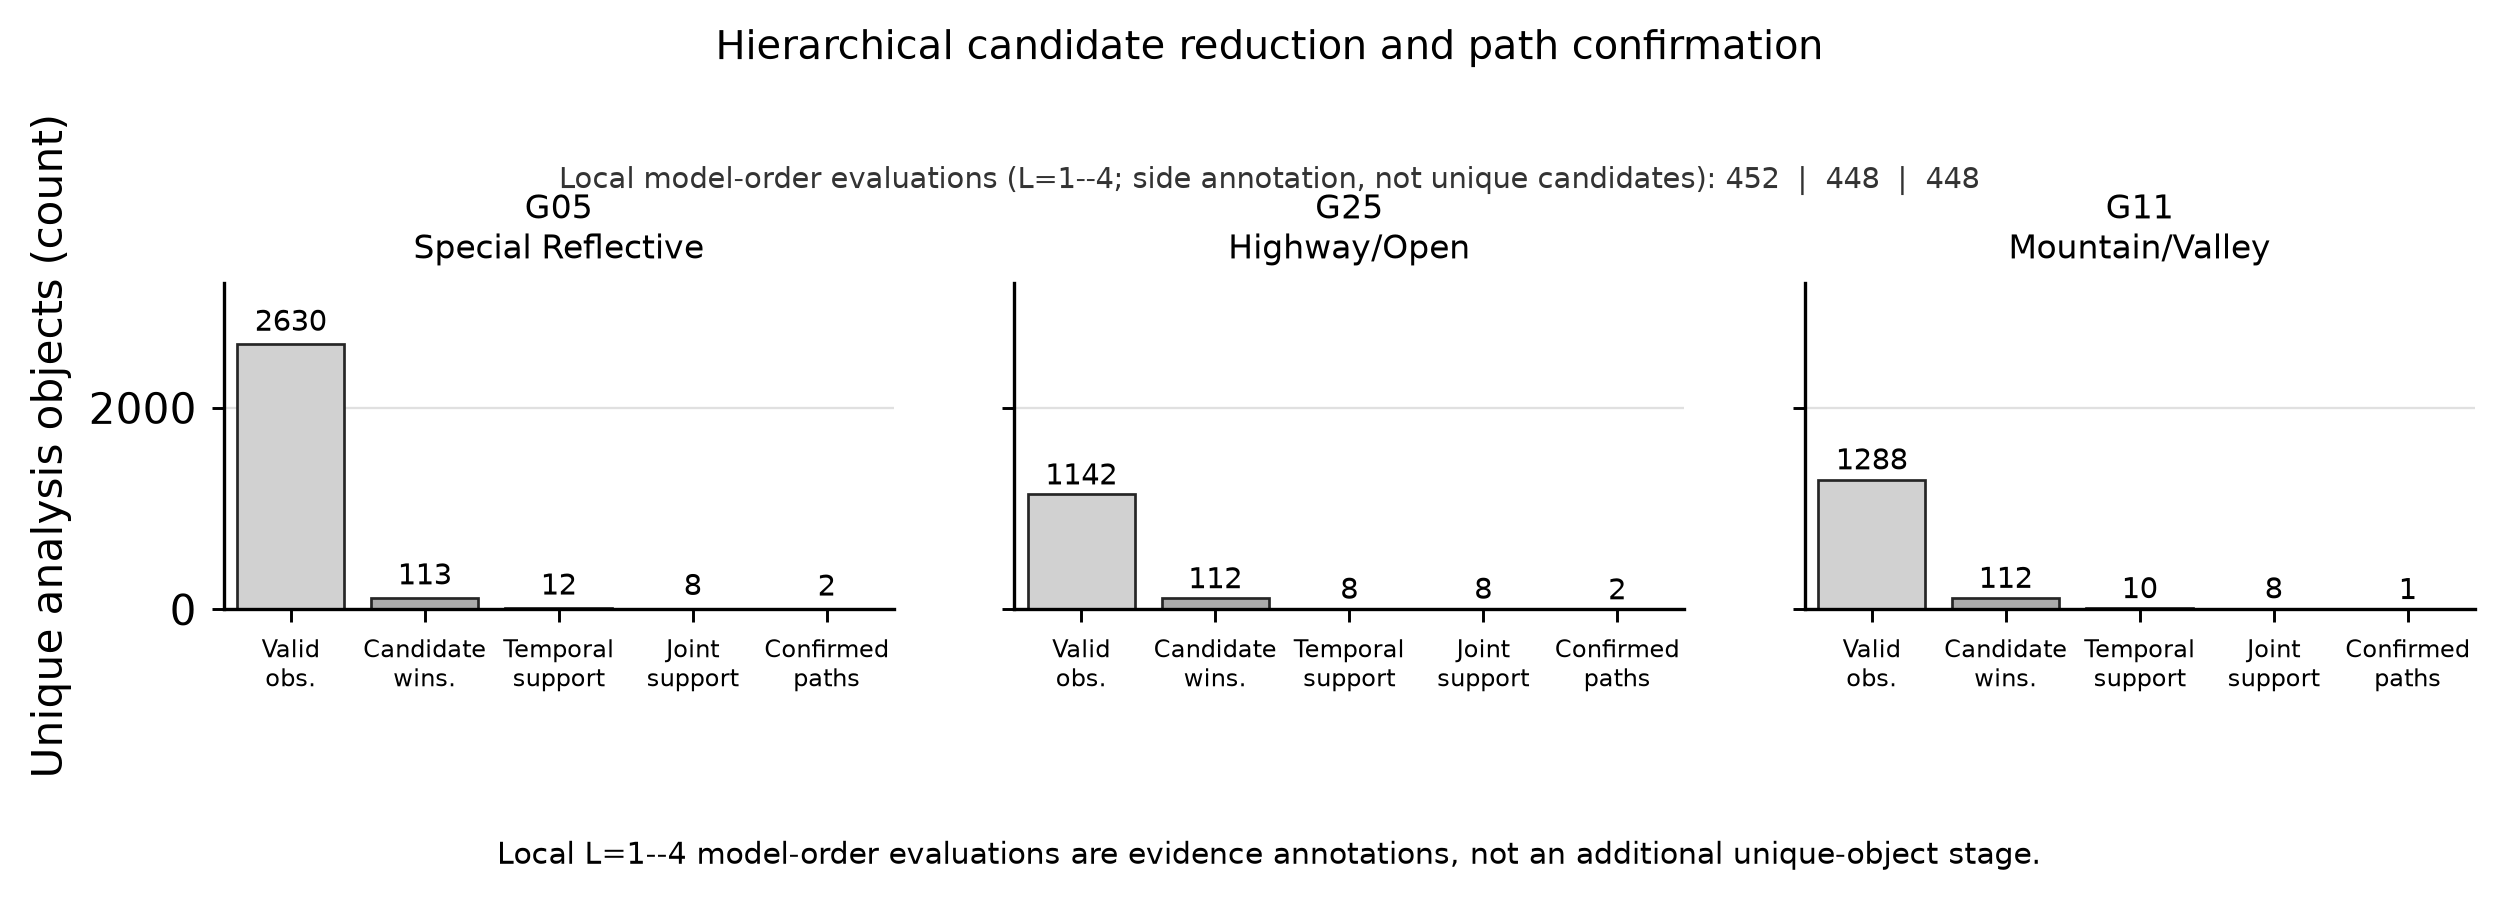 Hierarchical candidate reduction and path confirmation
Unique analysis objects (count)
Local model-order evaluations (L=1--4; side annotation, not unique candidates): 452 | 448 | 448
G05
Special Reflective
2000
0
2630
113
12
8
2
Valid
obs.
Candidate
wins.
Temporal
support
Joint
support
Confirmed
paths
G25
Highway/Open
1142
112
8
8
2
Valid
obs.
Candidate
wins.
Temporal
support
Joint
support
Confirmed
paths
G11
Mountain/Valley
1288
112
10
8
1
Valid
obs.
Candidate
wins.
Temporal
support
Joint
support
Confirmed
paths
Local L=1--4 model-order evaluations are evidence annotations, not an additional unique-object stage.